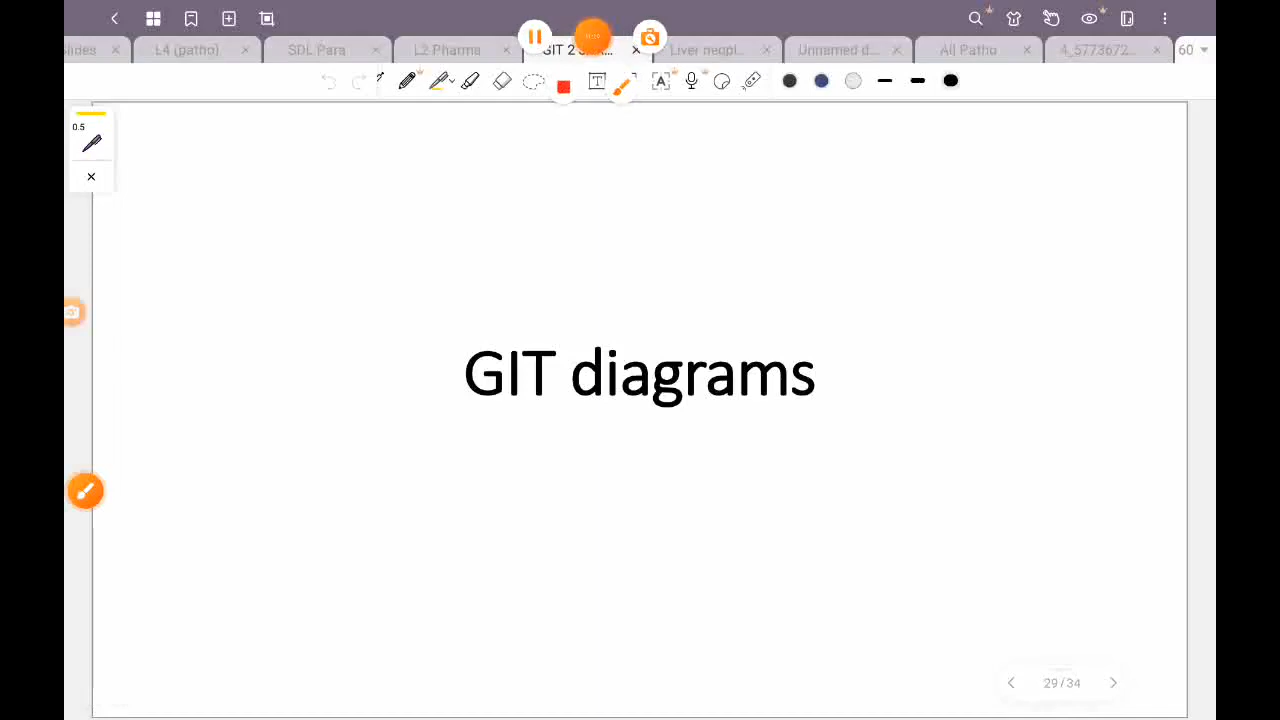 L4 (patho)
SDL Para
L2 Pharma
GIT 2
Liver neopl...
Unnamed d...
All Patho
4_5773672...
60
0.5
GIT diagrams
29/34